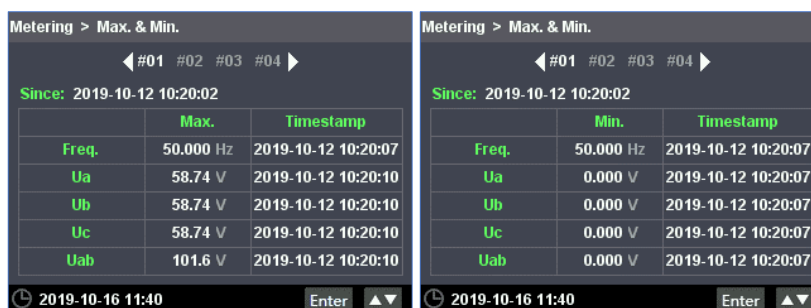 Metering > Max. & Min.
#01 #02 #03 #04
Since: 2019-10-12 10:20:02
Max. Timestamp
Freq. 50.000 Hz 2019-10-12 10:20:07
Ua 58.74 V 2019-10-12 10:20:10
Ub 58.74 V 2019-10-12 10:20:10
Uc 58.74 V 2019-10-12 10:20:10
Uab 101.6 V 2019-10-12 10:20:10
2019-10-16 11:40 Enter ▲▼
Metering > Max. & Min.
#01 #02 #03 #04
Since: 2019-10-12 10:20:02
Min. Timestamp
Freq. 50.000 Hz 2019-10-12 10:20:07
Ua 0.000 V 2019-10-12 10:20:07
Ub 0.000 V 2019-10-12 10:20:07
Uc 0.000 V 2019-10-12 10:20:07
Uab 0.000 V 2019-10-12 10:20:07
2019-10-16 11:40 Enter ▲▼